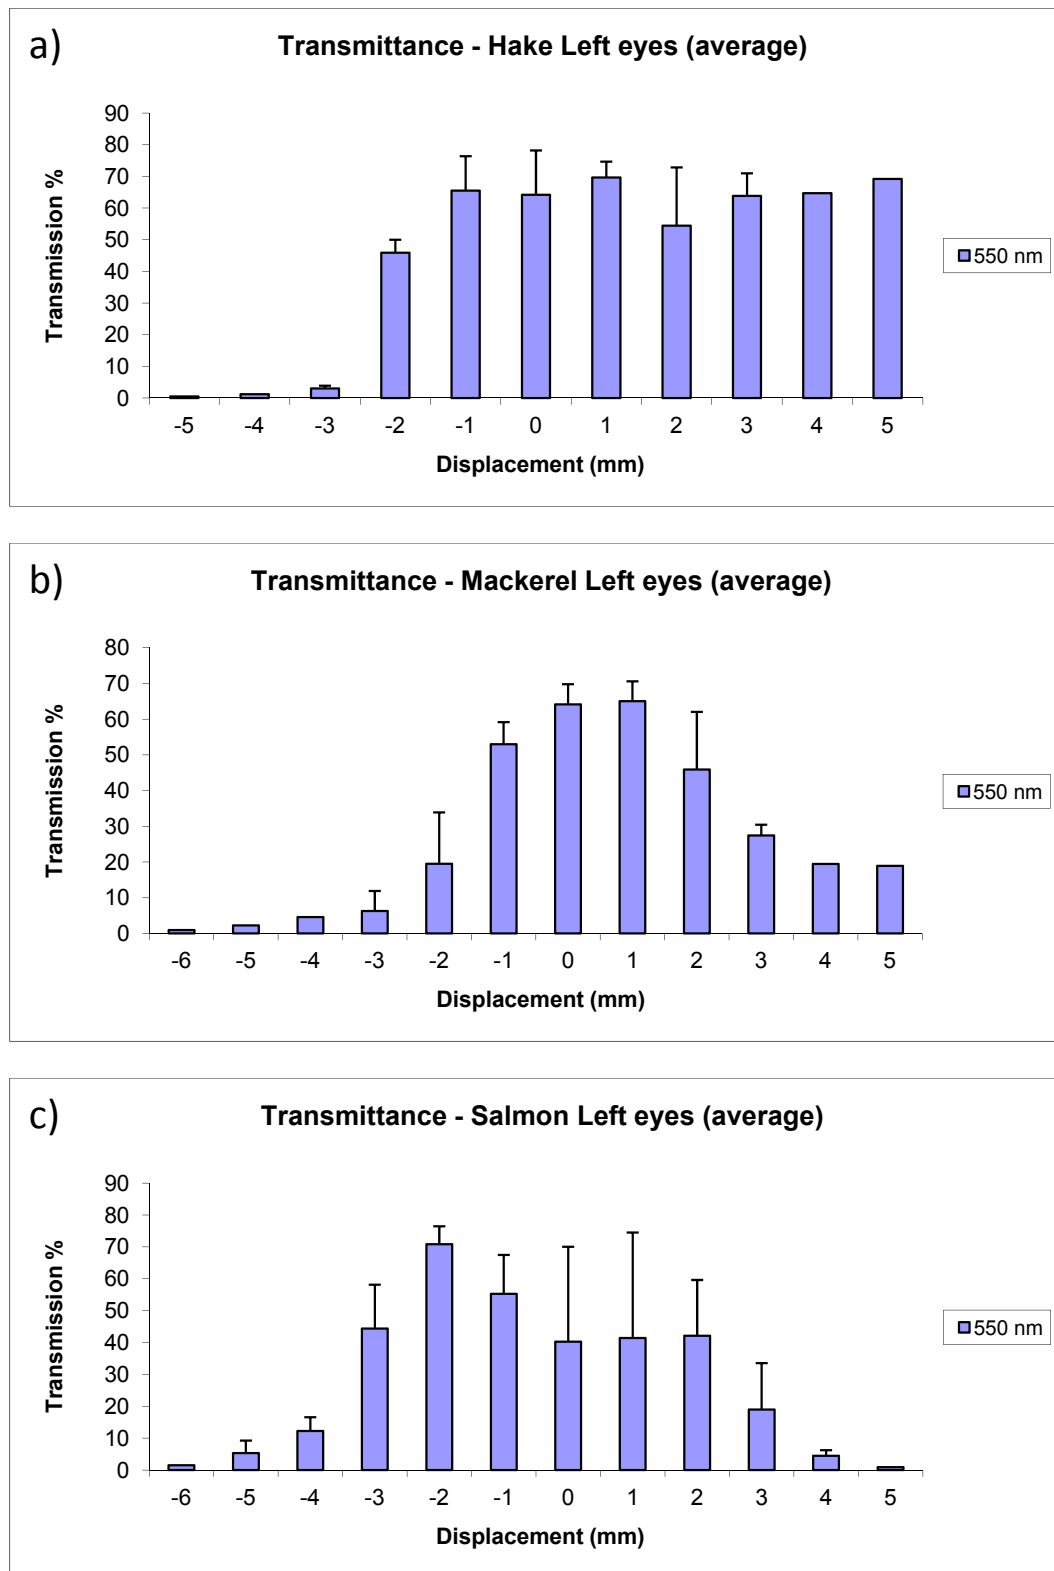 a)
Transmittance - Hake Left eyes (average)
90
80
70
60
50
40
30
20
10
0
Transmission %
-5 -4 -3 -2 -1 0 1 2 3 4 5
Displacement (mm)
550 nm
b)
Transmittance - Mackerel Left eyes (average)
80
70
60
50
40
30
20
10
0
Transmission %
-6 -5 -4 -3 -2 -1 0 1 2 3 4 5
Displacement (mm)
550 nm
c)
Transmittance - Salmon Left eyes (average)
90
80
70
60
50
40
30
20
10
0
Transmission %
-6 -5 -4 -3 -2 -1 0 1 2 3 4 5
Displacement (mm)
550 nm